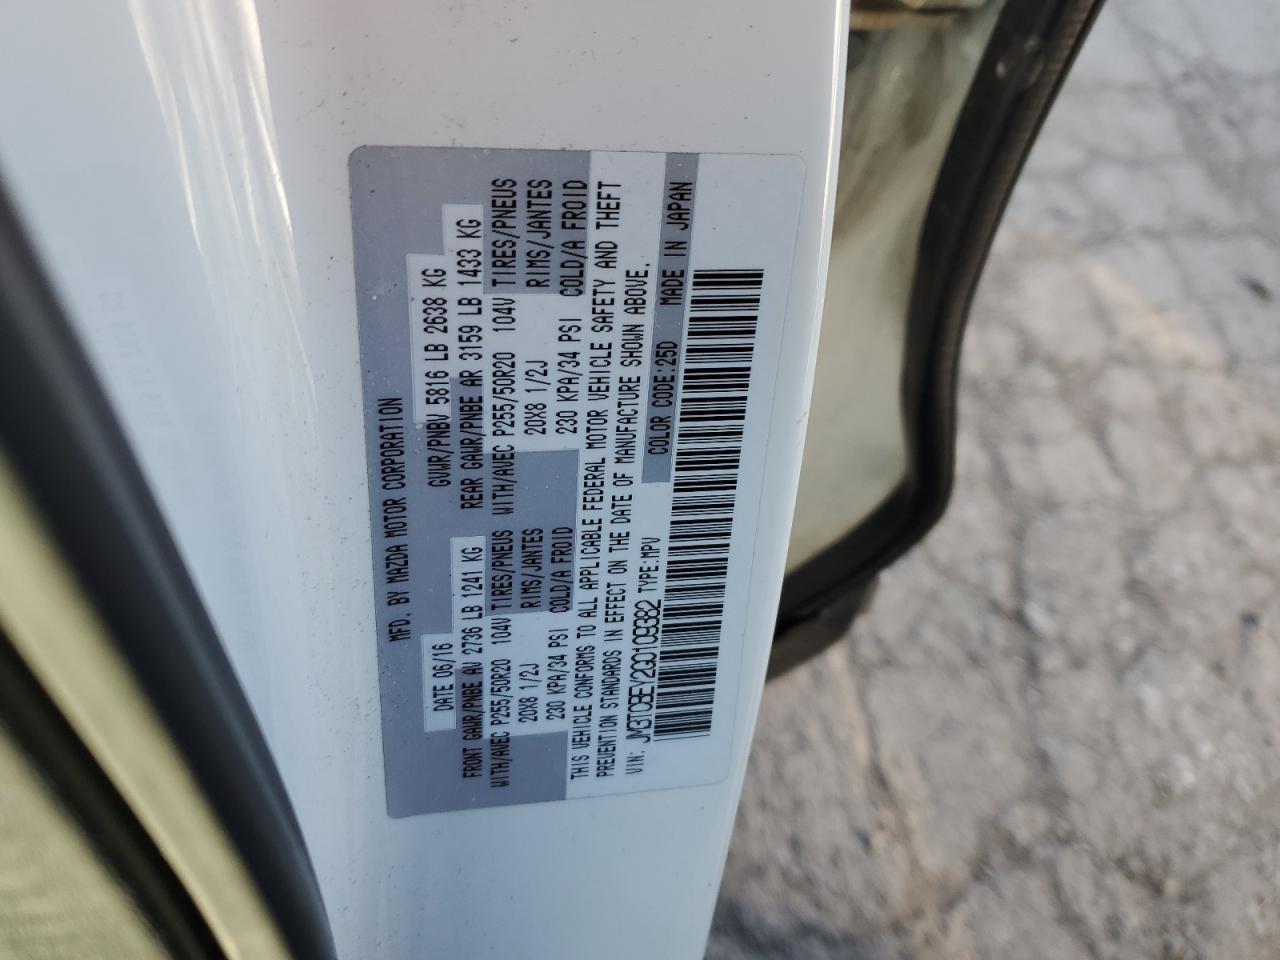 MFD. BY MAZDA MOTOR CORPORATION
DATE 06/16 GVWR/PNBV 5816 LB 2638 KG
FRONT GAWR/PNBE AV 2736 LB 1241 KG REAR GAWR/PNBE AR 3159 LB 1433 KG
WITH/AVEC P255/50R20 104V TIRES/PNEUS WITH/AVEC P255/50R20 104V TIRES/PNEUS
20X8 1/2J RIMS/JANTES 20X8 1/2J RIMS/JANTES
230 KPA/34 PSI COLD/A FROID 230 KPA/34 PSI COLD/A FROID
THIS VEHICLE CONFORMS TO ALL APPLICABLE FEDERAL MOTOR VEHICLE SAFETY AND THEFT
PREVENTION STANDARDS IN EFFECT ON THE DATE OF MANUFACTURE SHOWN ABOVE.
VIN: JM3TCBEY2G0109382 TYPE:MPV COLOR CODE:25D MADE IN JAPAN